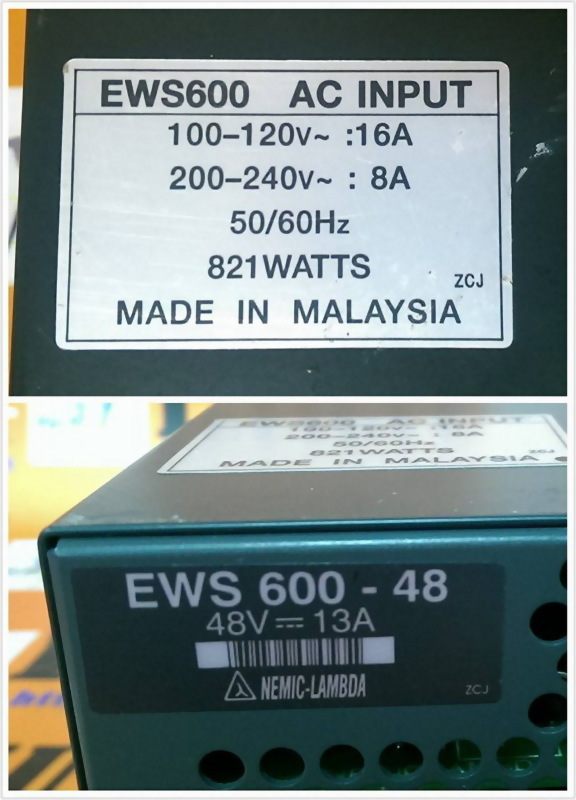 EWS600 AC INPUT
100-120V~ :16A
200-240V~ : 8A
50/60Hz
821WATTS
ZCJ
MADE IN MALAYSIA
EWS600 AC INPUT
100-120V~ :16A
200-240V~ : 8A
50/60Hz
821WATTS
ZCJ
MADE IN MALAYSIA
EWS 600 - 48
48V⎓13A
NEMIC-LAMBDA
ZCJ